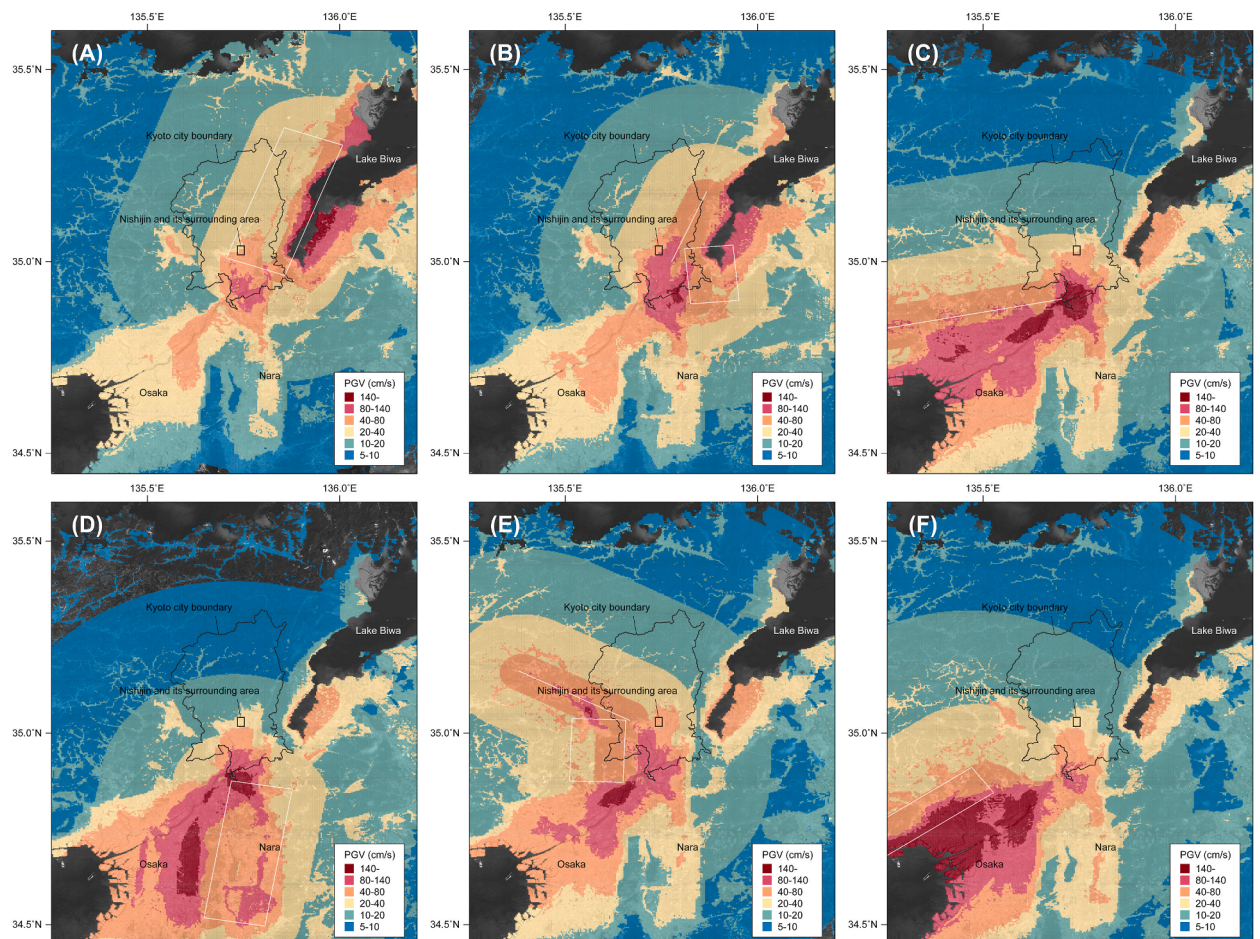 135.5°E 136.0°E 135.5°E 136.0°E 135.5°E 136.0°E
(A) (B) (C)
35.5°N 35.5°N 35.5°N
Kyoto city boundary Kyoto city boundary Kyoto city boundary
Lake Biwa Lake Biwa Lake Biwa
Nishijin and its surrounding area Nishijin and its surrounding area Nishijin and its surrounding area
35.0°N 35.0°N 35.0°N
Nara Nara Nara
Osaka Osaka Osaka
PGV (cm/s) PGV (cm/s) PGV (cm/s)
140- 140- 140-
80-140 80-140 80-140
40-80 40-80 40-80
20-40 20-40 20-40
10-20 10-20 10-20
5-10 5-10 5-10
34.5°N 34.5°N 34.5°N
135.5°E 136.0°E 135.5°E 136.0°E 135.5°E 136.0°E
(D) (E) (F)
35.5°N 35.5°N 35.5°N
Kyoto city boundary Kyoto city boundary Kyoto city boundary
Lake Biwa Lake Biwa Lake Biwa
Nishijin and its surrounding area Nishijin and its surrounding area Nishijin and its surrounding area
35.0°N 35.0°N 35.0°N
Nara Nara Nara
Osaka Osaka Osaka
PGV (cm/s) PGV (cm/s) PGV (cm/s)
140- 140- 140-
80-140 80-140 80-140
40-80 40-80 40-80
20-40 20-40 20-40
10-20 10-20 10-20
5-10 5-10 5-10
34.5°N 34.5°N 34.5°N